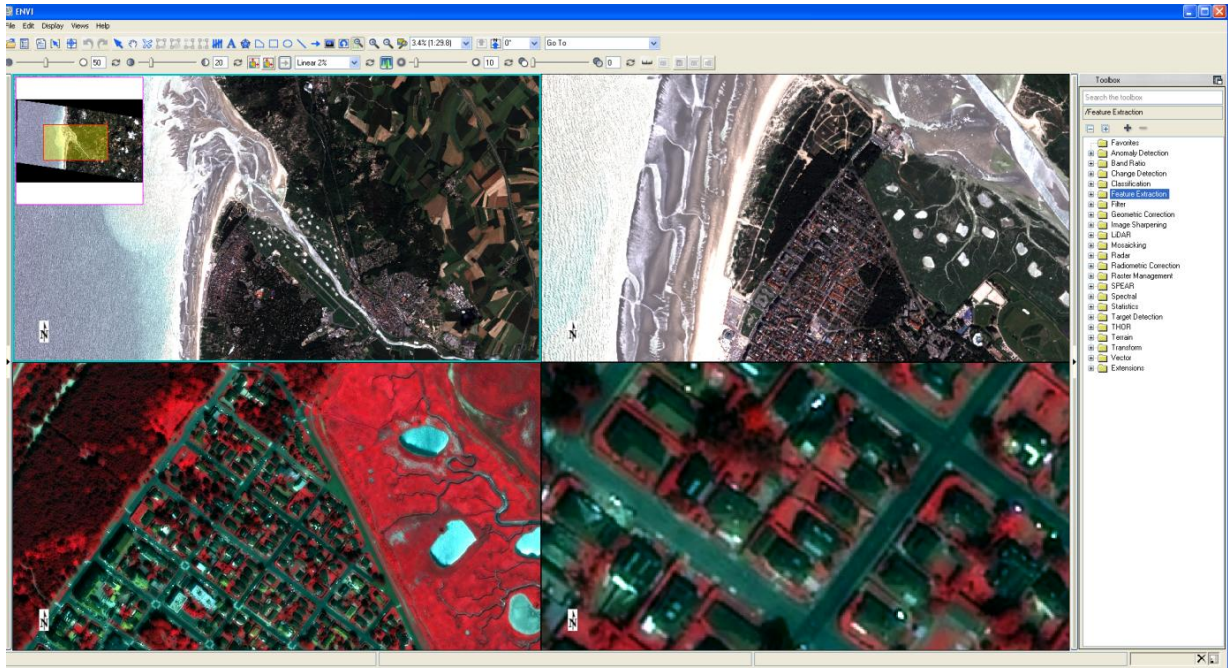 ENVI
File Edit Display Views Help
3.4% (1:29.8) 0° Go To
50 20 Linear 2% 10 0
Toolbox
Search the toolbox
/Feature Extraction
Favorites
Anomaly Detection
Band Ratio
Change Detection
Classification
Feature Extraction
Filter
Geometric Correction
Image Sharpening
LiDAR
Mosaicking
Radar
Radiometric Correction
Raster Management
SPEAR
Spectral
Statistics
Target Detection
THOR
Terrain
Transform
Vector
Extensions
N
N
N
N